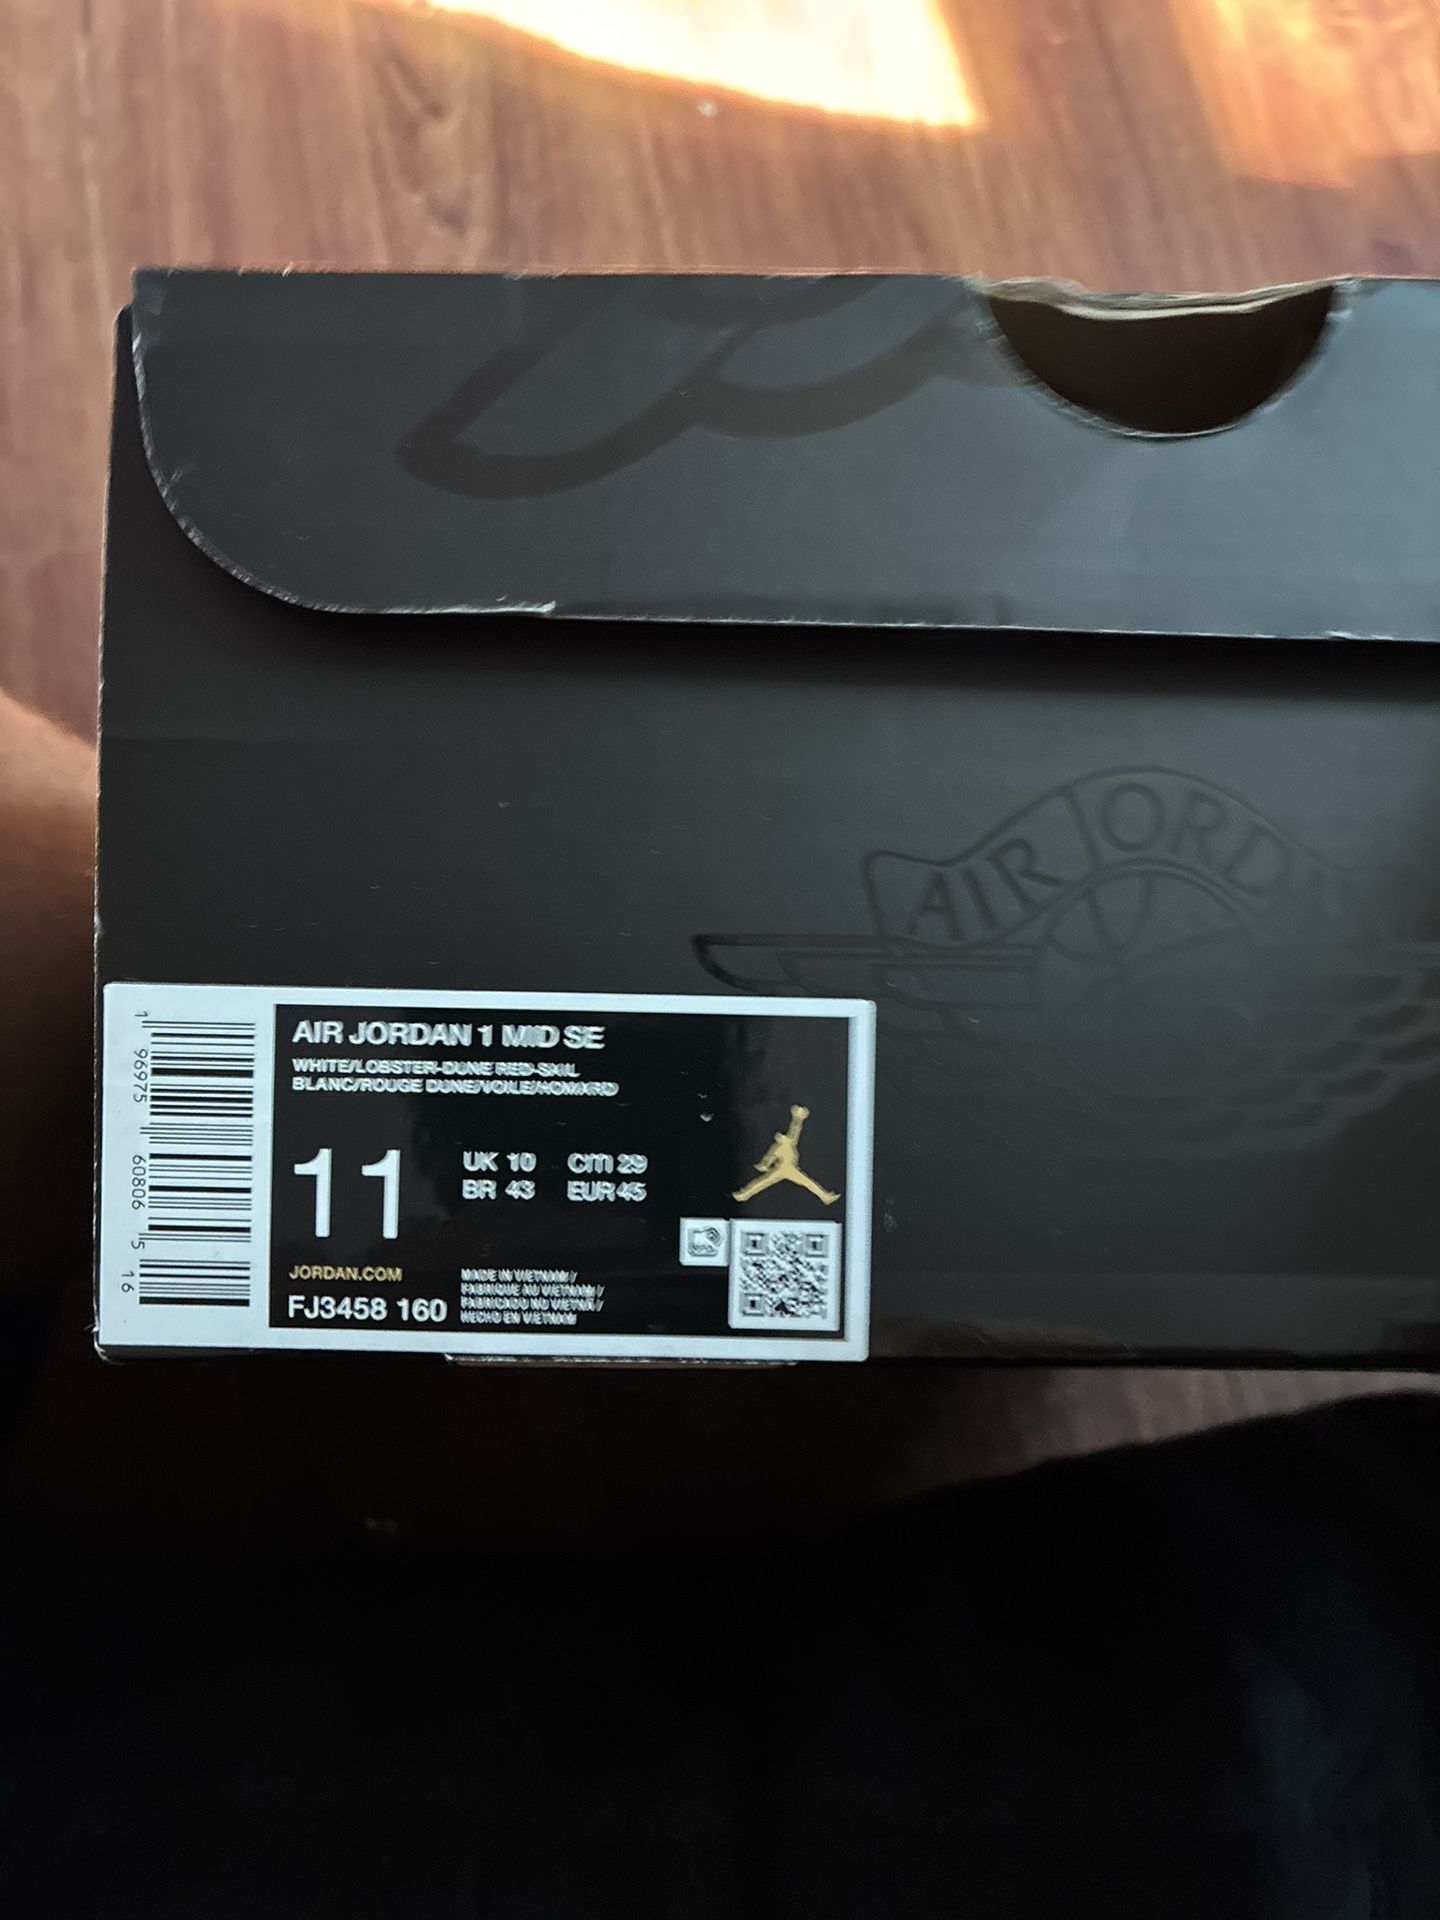 AIR JORDAN
AIR JORDAN 1 MID SE
WHITE/LOBSTER-DUNE RED-SAIL
BLANC/ROUGE DUNE/VOILE/HOMARD
11
UK 10 CM 29
BR 43 EUR 45
JORDAN.COM
FJ3458 160
MADE IN VIETNAM /
FABRIQUE AU VIETNAM /
FABRICADO NO VIETNÃ /
HECHO EN VIETNAM
1 96975 60806 5 16